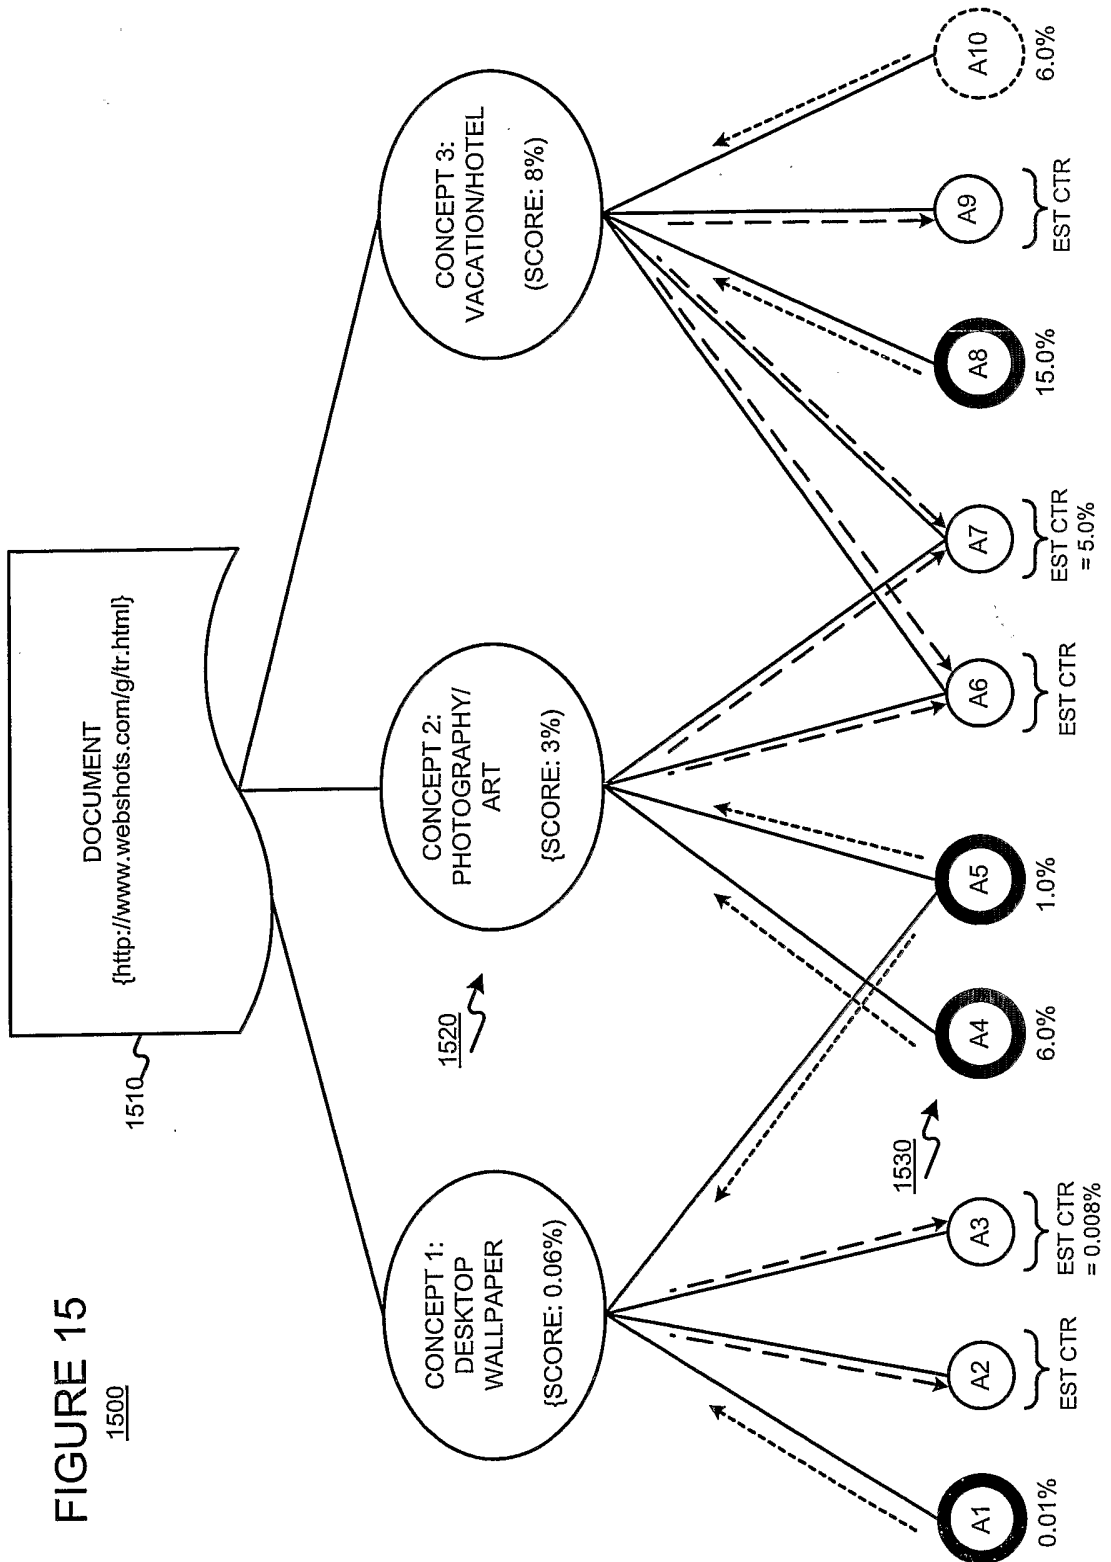 FIGURE 15
1500
DOCUMENT
{http://www.webshots.com/g/tr.html}
1510
CONCEPT 1:
DESKTOP
WALLPAPER
{SCORE: 0.06%)
1520
CONCEPT 2:
PHOTOGRAPHY/
ART
{SCORE: 3%)
CONCEPT 3:
VACATION/HOTEL
(SCORE: 8%)
1530
A1
0.01%
A2
EST CTR
A3
EST CTR
= 0.008%
A4
6.0%
A5
1.0%
A6
EST CTR
A7
EST CTR
= 5.0%
A8
15.0%
A9
EST CTR
A10
6.0%